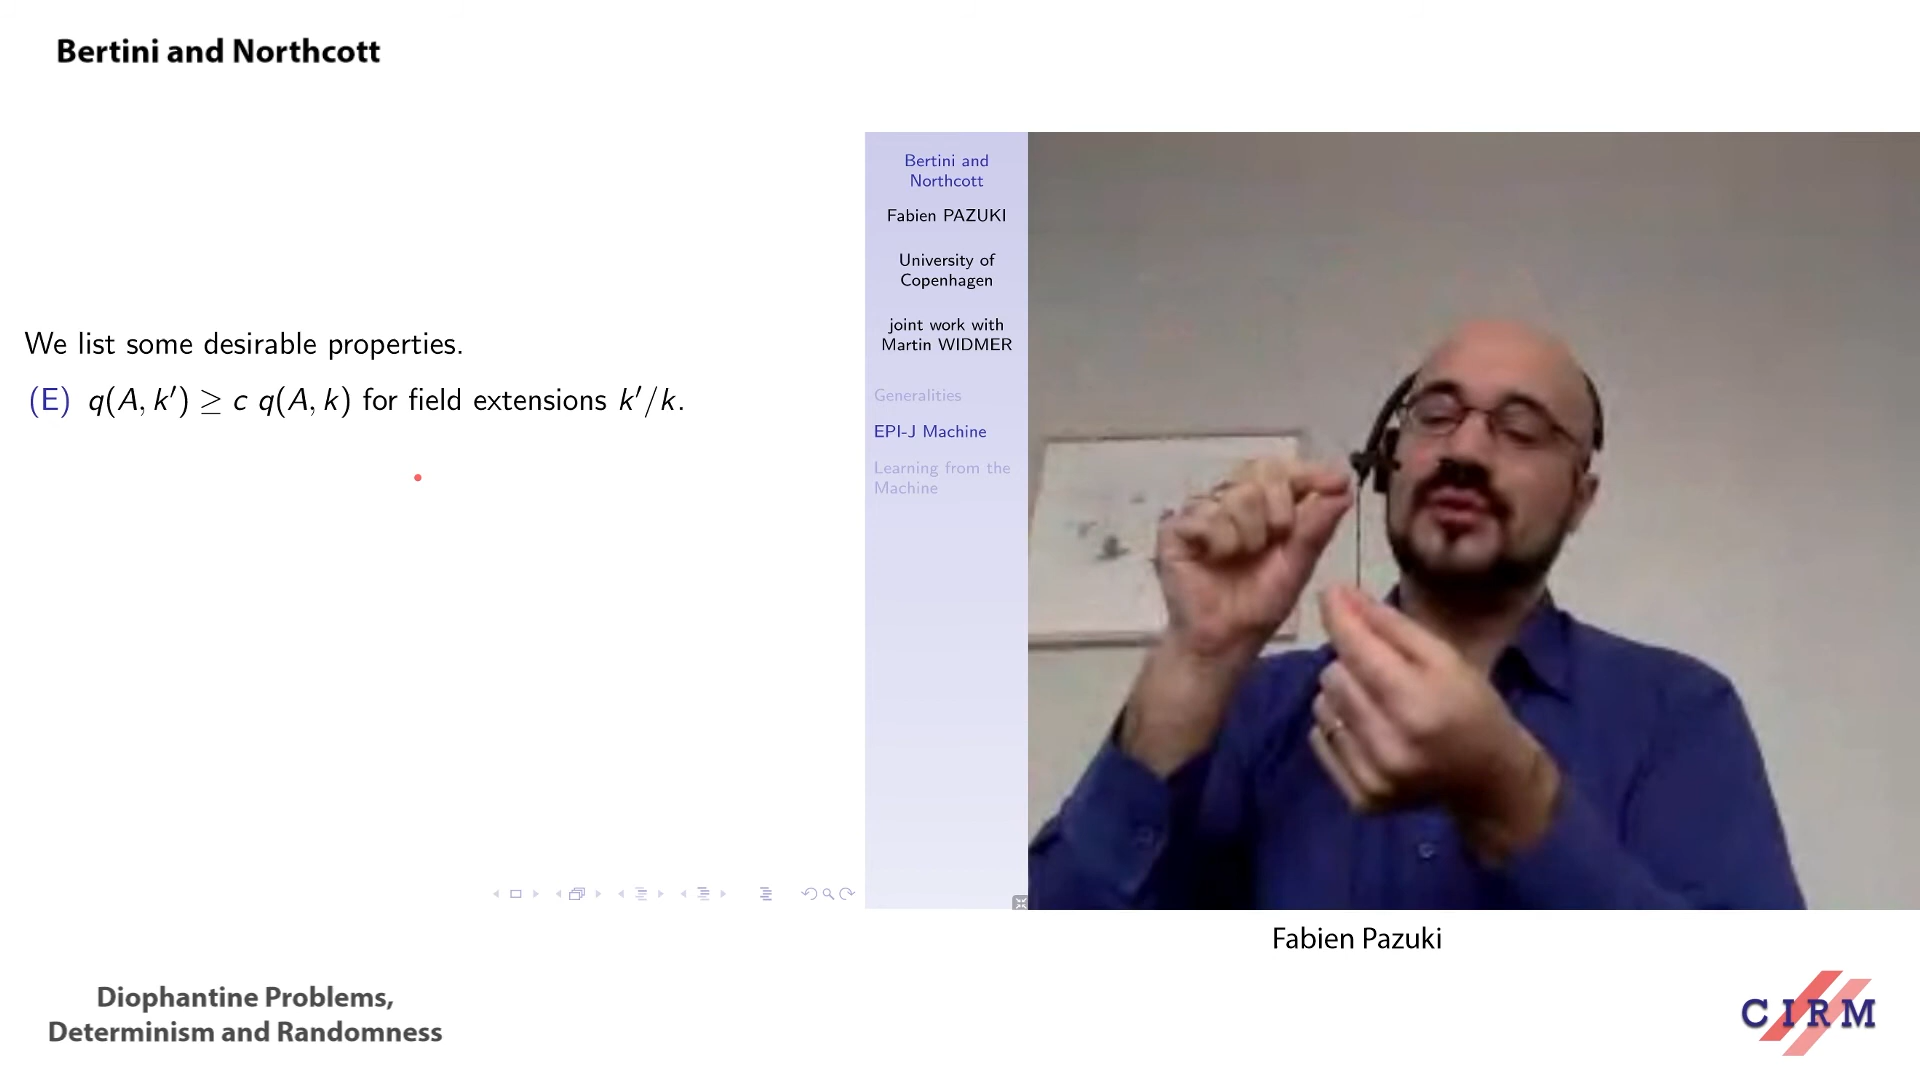 Bertini and Northcott
We list some desirable properties.
(E) q(A, k′) ≥ c q(A, k) for field extensions k′/k.
Bertini and
Northcott
Fabien PAZUKI
University of
Copenhagen
joint work with
Martin WIDMER
Generalities
EPI-J Machine
Learning from the
Machine
Fabien Pazuki
Diophantine Problems,
Determinism and Randomness
CIRM